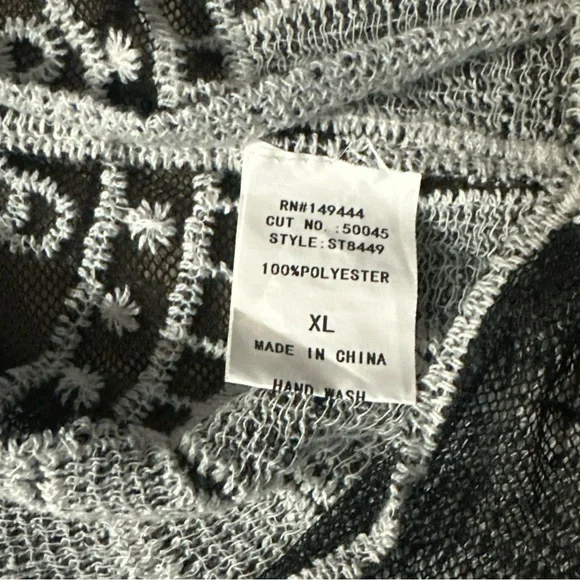 RN#149444
CUT NO. :50045
STYLE:ST8449
100%POLYESTER
XL
MADE IN CHINA
HAND WASH